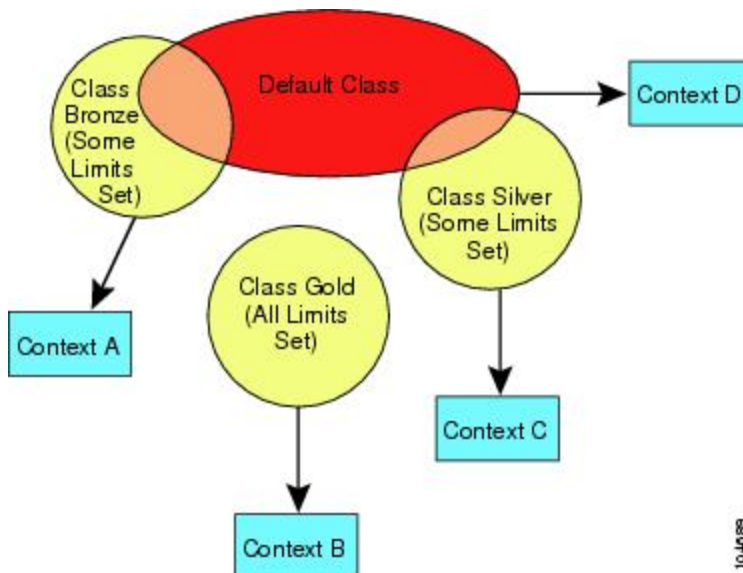 Default Class
Class
Bronze
(Some
Limits
Set)
Context D
Class Silver
(Some Limits
Set)
Class Gold
(All Limits
Set)
Context A
Context C
Context B
104689